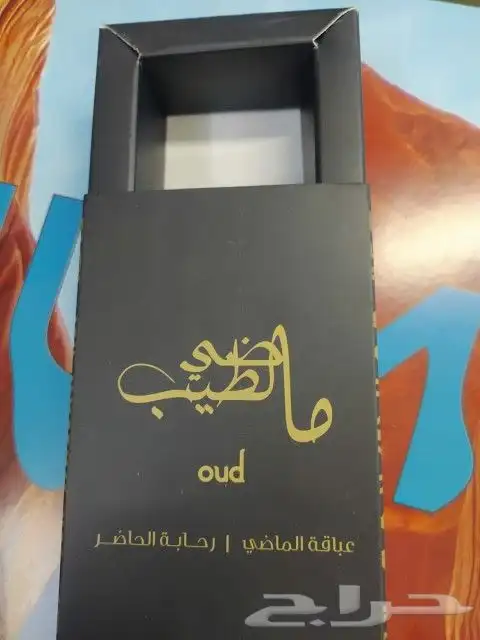 ماضي الطيب
oud
عباقة الماضي | رحابة الحاضر
حراج